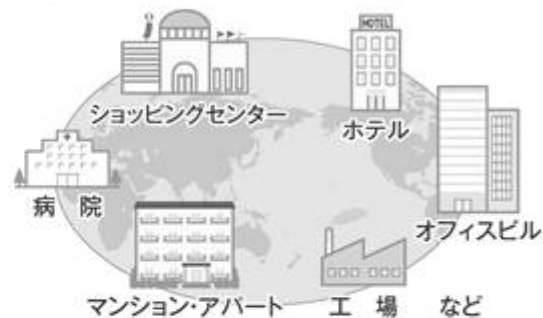 HOTEL
ショッピングセンター
ホテル
病 院
オフィスビル
マンション・アパート
工 場 など